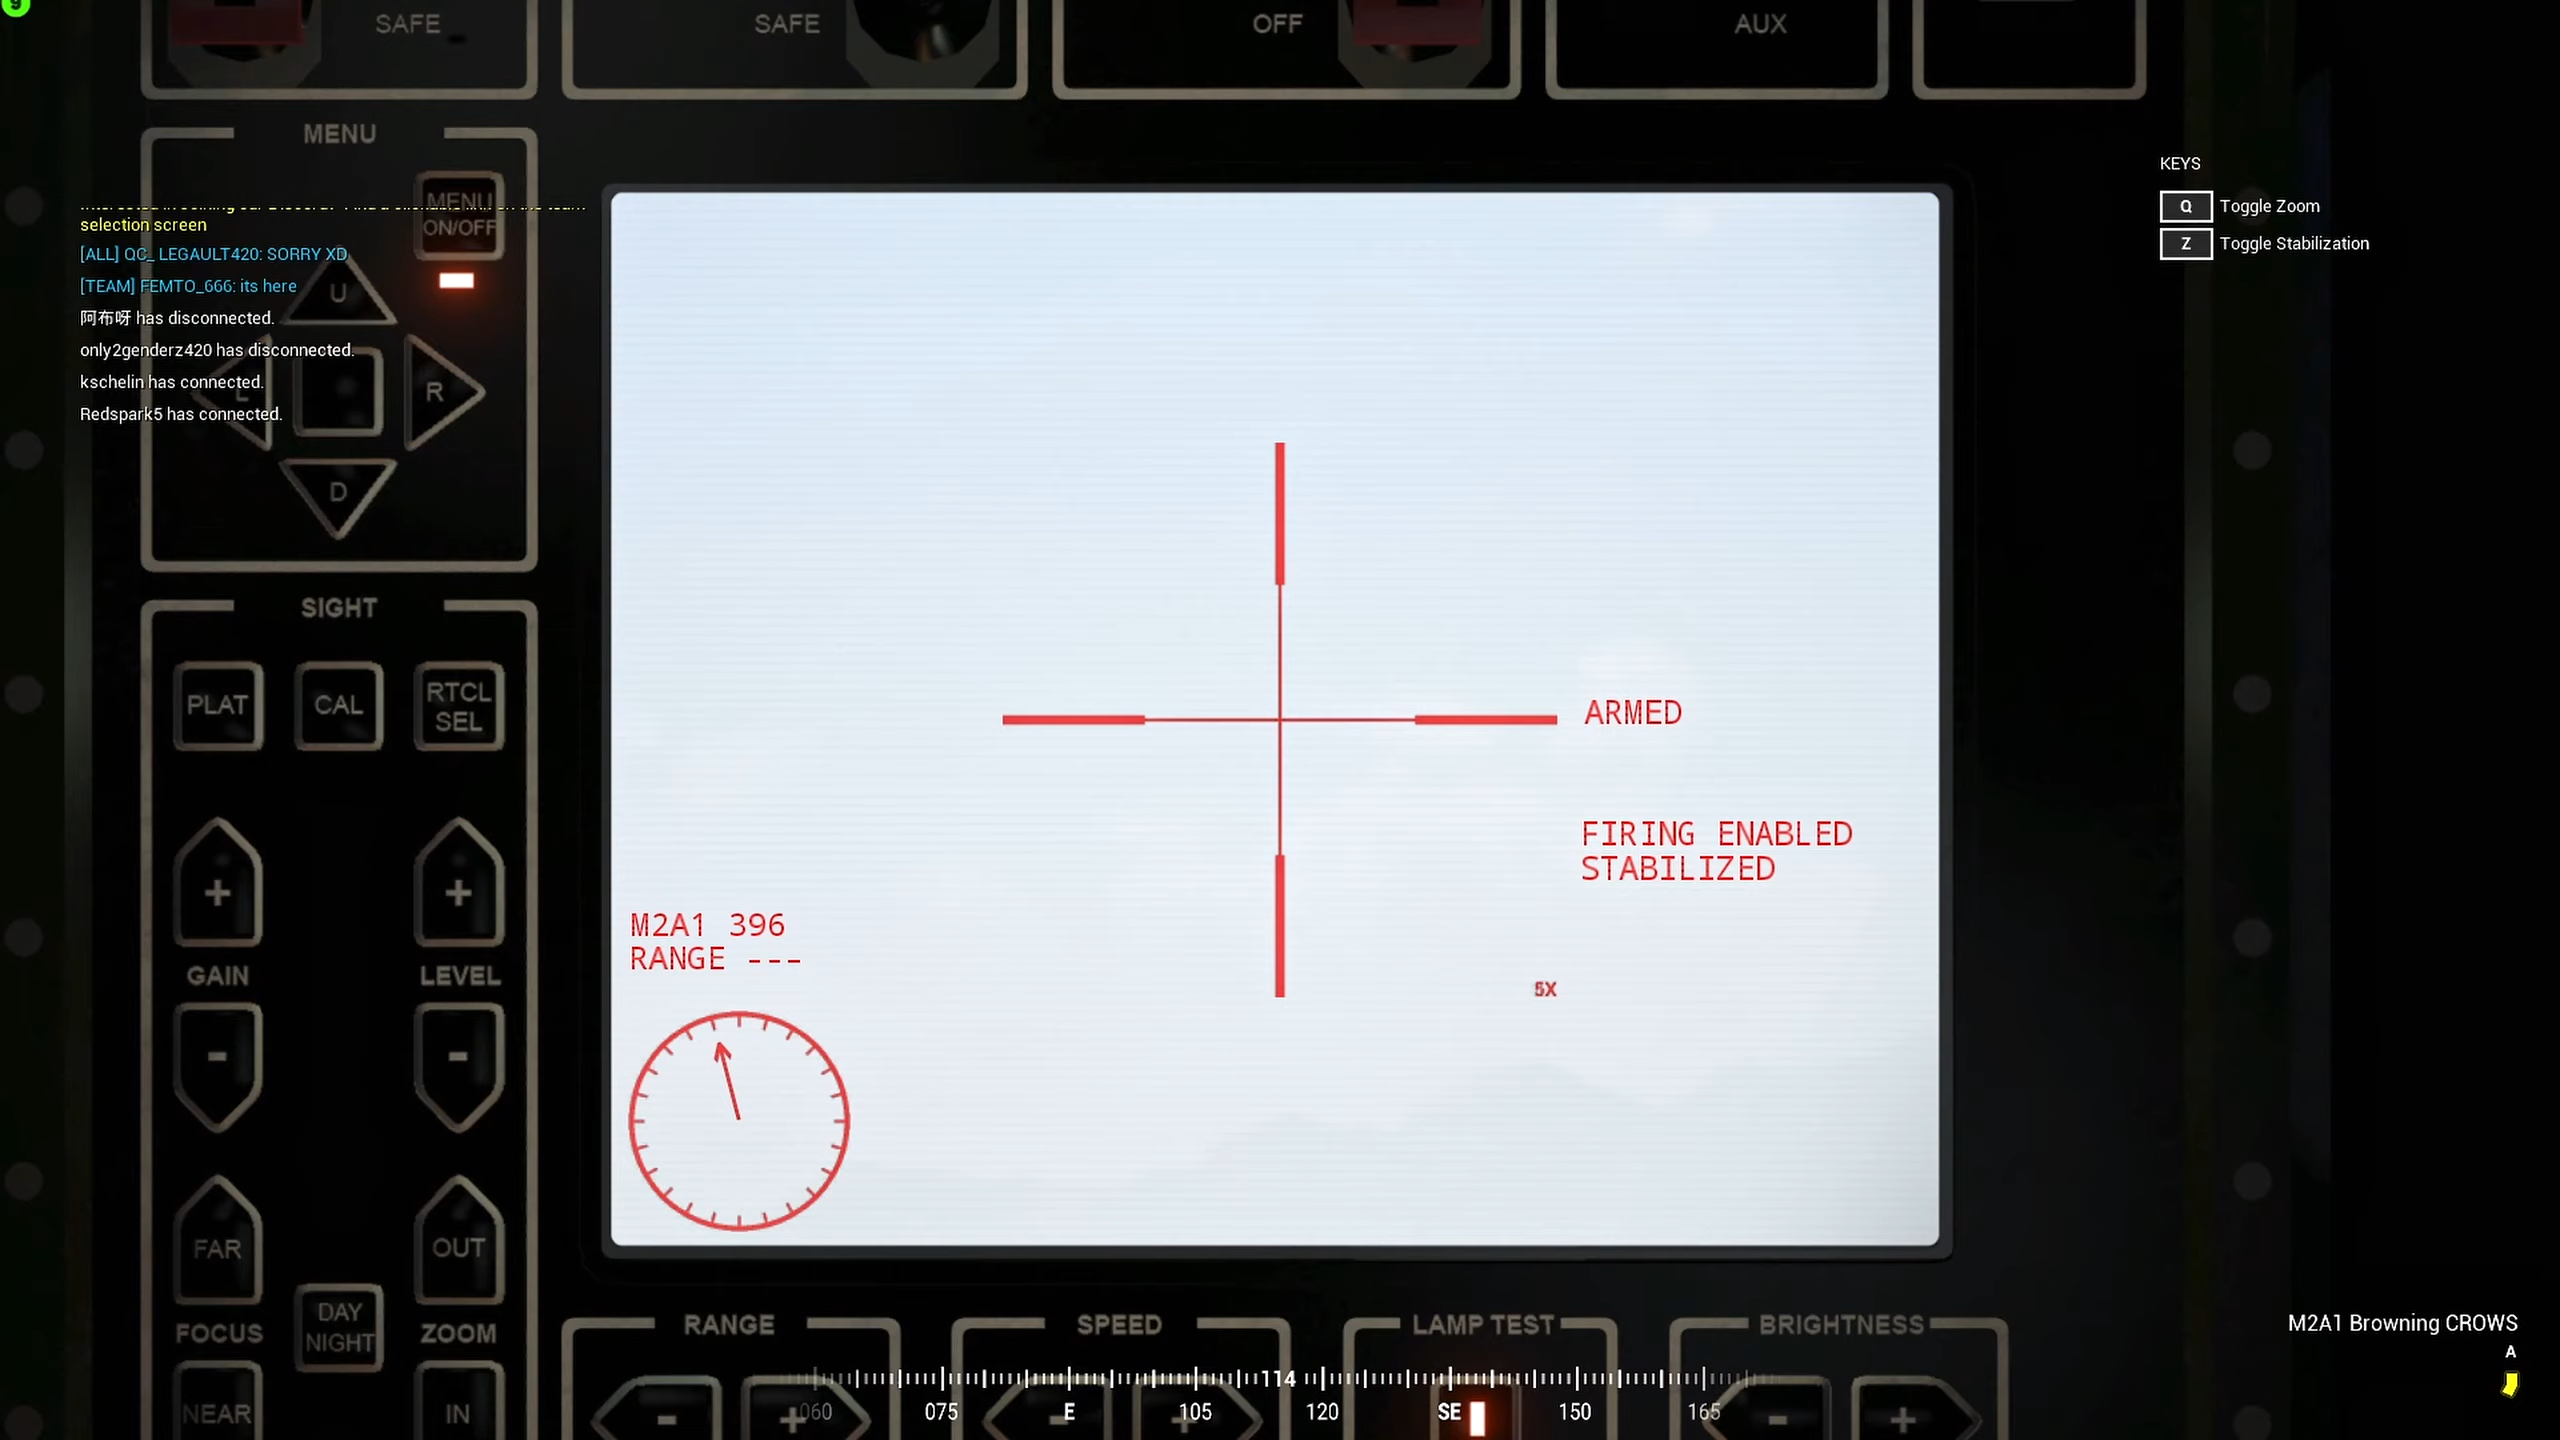 9
SAFE
SAFE
OFF
AUX
MENU
MENU
ON/OFF
KEYS
Q Toggle Zoom
Z Toggle Stabilization
selection screen
[ALL] QC_ LEGAULT420: SORRY XD
[TEAM] FEMTO_666: its here
阿布呀 has disconnected.
only2genderz420 has disconnected.
kschelin has connected.
Redspark5 has connected.
U
L
R
D
SIGHT
PLAT
CAL
RTCL
SEL
ARMED
FIRING ENABLED
STABILIZED
+
+
M2A1 396
RANGE ---
GAIN
LEVEL
5X
-
-
FAR
OUT
DAY
NIGHT
FOCUS
ZOOM
NEAR
IN
RANGE
SPEED
LAMP TEST
BRIGHTNESS
M2A1 Browning CROWS
A
114
- + - + - +
060 075 E 105 120 SE 150 165